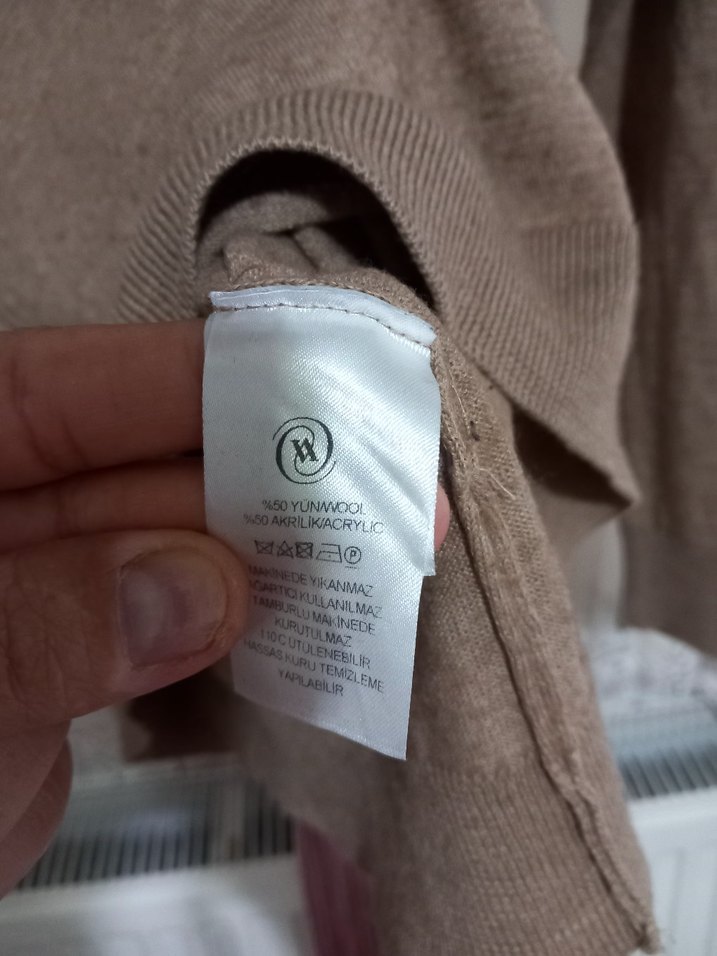 %50 YÜN/WOOL
%50 AKRİLİK/ACRYLIC
MAKİNEDE YIKANMAZ
AĞARTICI KULLANILMAZ
TAMBURLU MAKİNEDE
KURUTULMAZ
110 C ÜTÜLENEBİLİR
HASSAS KURU TEMİZLEME
YAPILABİLİR